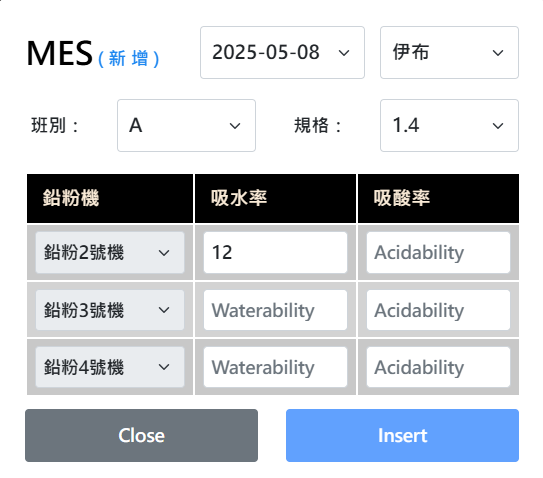 MES ( 新 增 ) 2025-05-08 伊布
班別： A 規格： 1.4
鉛粉機 吸水率 吸酸率
鉛粉2號機 12 Acidability
鉛粉3號機 Waterability Acidability
鉛粉4號機 Waterability Acidability
Close Insert